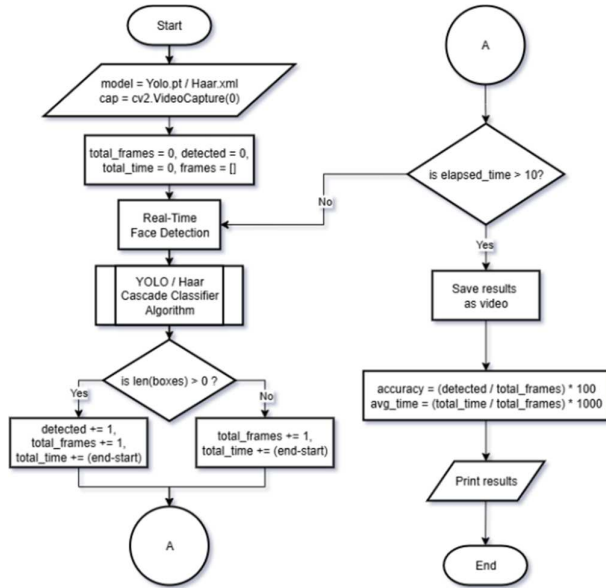 Start
model = Yolo.pt / Haar.xml
cap = cv2.VideoCapture(0)
total_frames = 0, detected = 0,
total_time = 0, frames = []
Real-Time
Face Detection
YOLO / Haar
Cascade Classifier
Algorithm
is len(boxes) > 0 ?
Yes
No
detected += 1,
total_frames += 1,
total_time += (end-start)
total_frames += 1,
total_time += (end-start)
A
A
is elapsed_time > 10?
No
Yes
Save results
as video
accuracy = (detected / total_frames) * 100
avg_time = (total_time / total_frames) * 1000
Print results
End